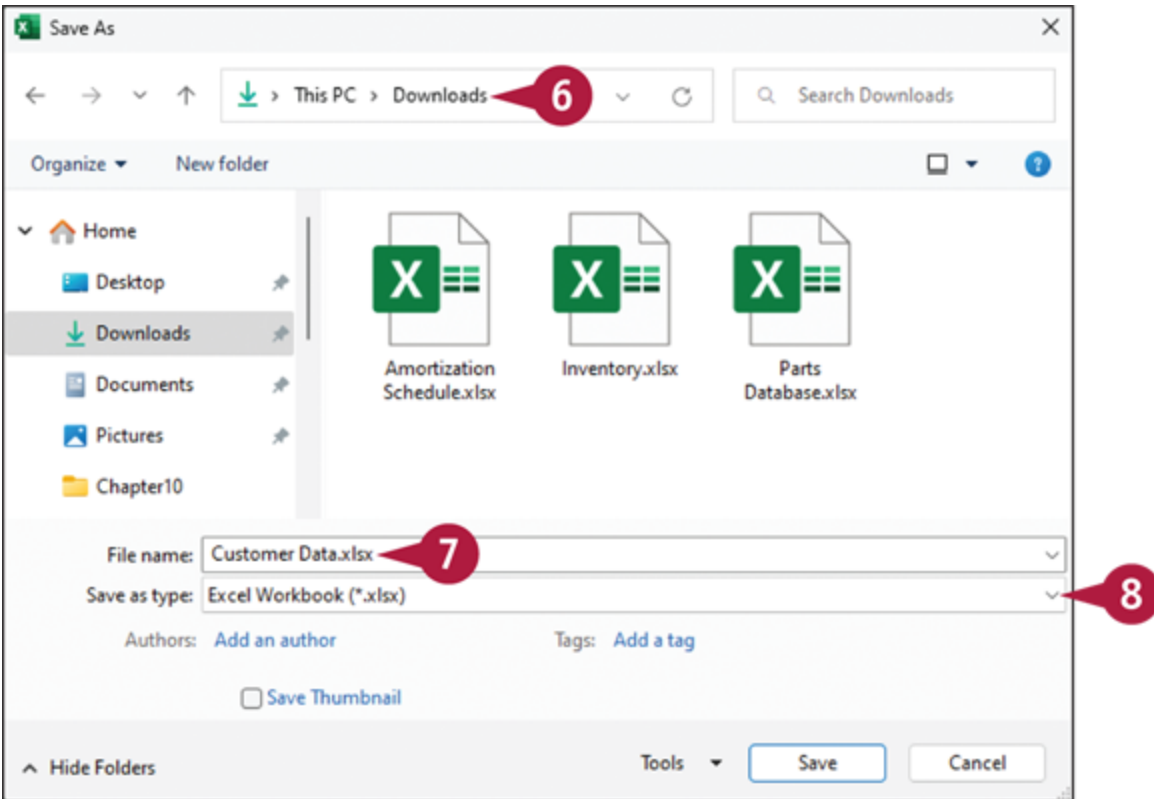 Save As
This PC > Downloads
6
Search Downloads
Organize
New folder
?
Home
Desktop
Downloads
Documents
Pictures
Chapter10
X
X
X
Amortization
Schedule.xlsx
Inventory.xlsx
Parts
Database.xlsx
File name: Customer Data.xlsx
7
Save as type: Excel Workbook (*.xlsx)
8
Authors: Add an author
Tags: Add a tag
Save Thumbnail
Hide Folders
Tools
Save
Cancel